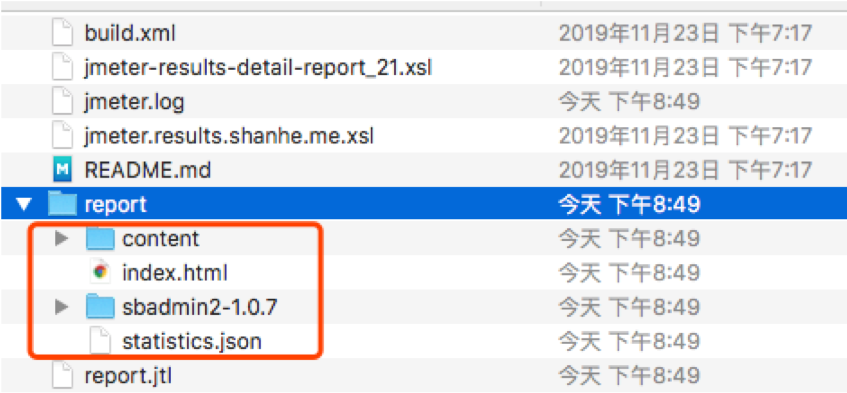 build.xml 2019年11月23日 下午7:17
jmeter-results-detail-report_21.xsl 2019年11月23日 下午7:17
jmeter.log 今天 下午8:49
jmeter.results.shanhe.me.xsl 2019年11月23日 下午7:17
README.md 2019年11月23日 下午7:17
report 今天 下午8:49
content 今天 下午8:49
index.html 今天 下午8:49
sbadmin2-1.0.7 今天 下午8:49
statistics.json 今天 下午8:49
report.jtl 今天 下午8:49